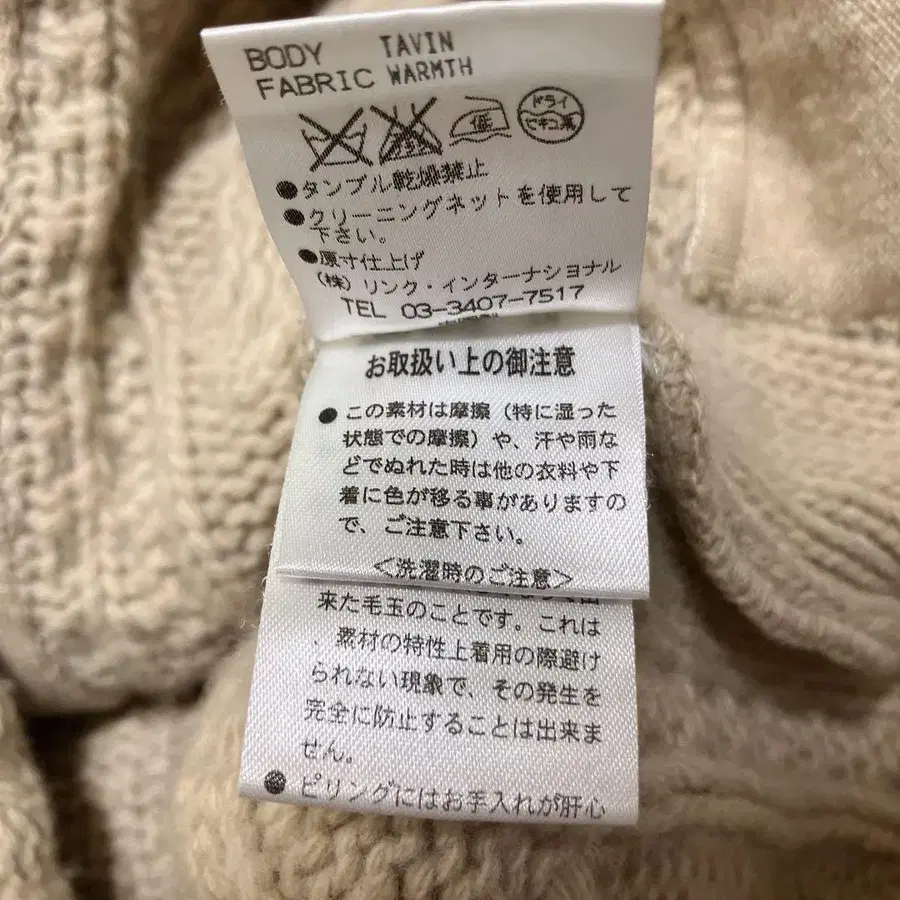 BODY TAVIN
FABRIC WARMTH
低
ドライ
セキユ系
●タンブル乾燥禁止
●クリーニングネットを使用して
下さい。
●原寸仕上げ
(株)リンク・インターナショナル
TEL 03-3407-7517
お取扱い上の御注意
●この素材は摩擦(特に湿った
状態での摩擦)や、汗や雨な
どでぬれた時は他の衣料や下
着に色が移る事がありますの
で、ご注意下さい。
<洗濯時のご注意>
来た毛玉のことです。これは
、素材の特性上着用の際避け
られない現象で、その発生を
完全に防止することは出来ま
せん。
●ピリングにはお手入れが肝心